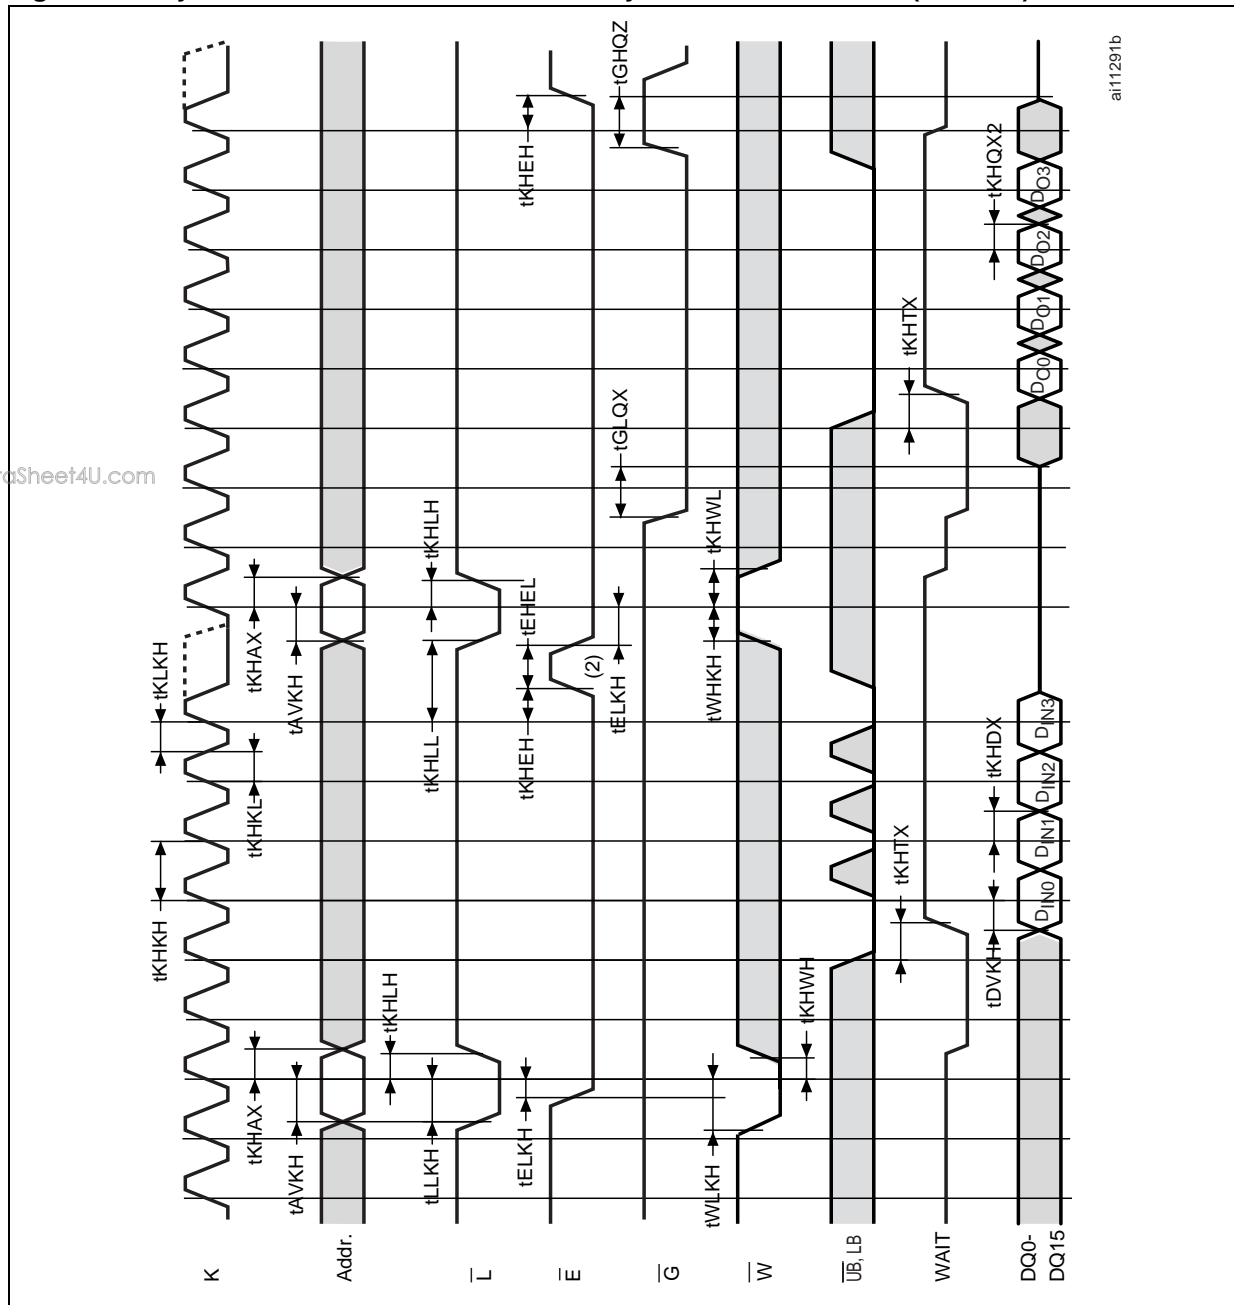 ai11291b
aSheet4U.com
K
tKHKH
tKHKL
tKLKH
Addr.
tAVKH
tKHAX
tAVKH
tKHAX
L
tLLKH
tKHLH
tKHLL
tKHLH
E
tELKH
tKHEH
tEHEL
(2)
tELKH
tKHEH
G
tGLQX
tGHQZ
W
tWLKH
tKHWH
tWHKH
tKHWL
UB, LB
WAIT
tKHTX
tKHTX
DQ0-
DQ15
tDVKH
tKHDX
DIN0
DIN1
DIN2
DIN3
DO0
DO1
DO2
DO3
tKHQX2